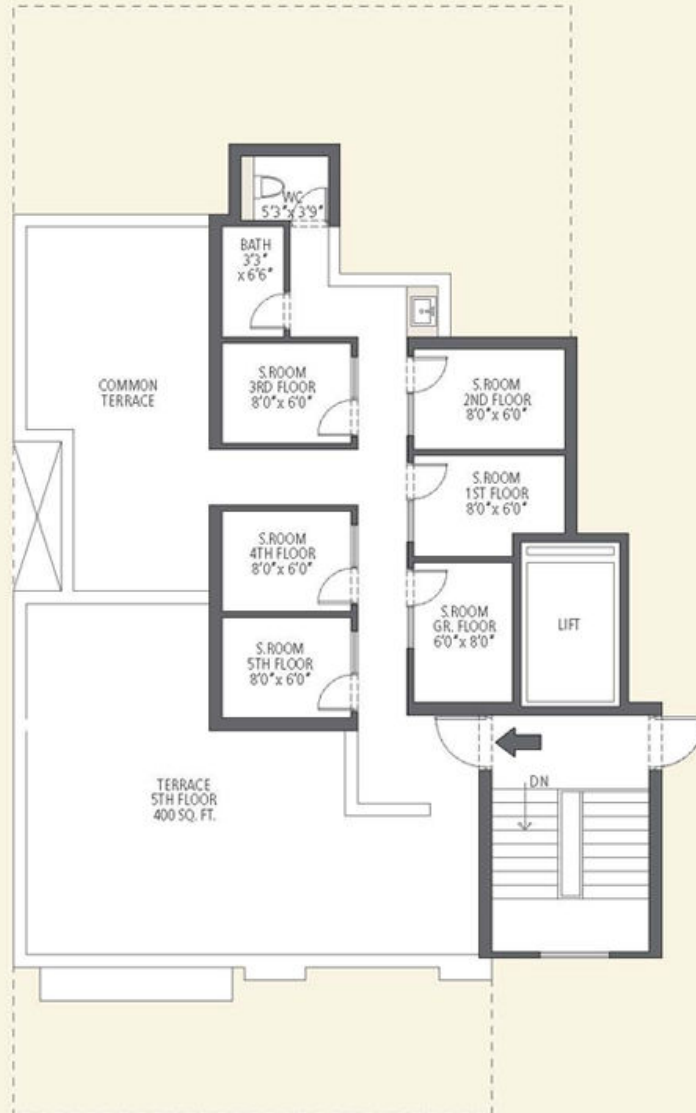 WC
5'3" x 3'9"
BATH
3'3"
x 6'6"
COMMON
TERRACE
S.ROOM
3RD FLOOR
8'0" x 6'0"
S.ROOM
2ND FLOOR
8'0" x 6'0"
S.ROOM
1ST FLOOR
8'0" x 6'0"
S.ROOM
4TH FLOOR
8'0" x 6'0"
S.ROOM
GR. FLOOR
6'0" x 8'0"
LIFT
S.ROOM
5TH FLOOR
8'0" x 6'0"
TERRACE
5TH FLOOR
400 SQ. FT.
DN